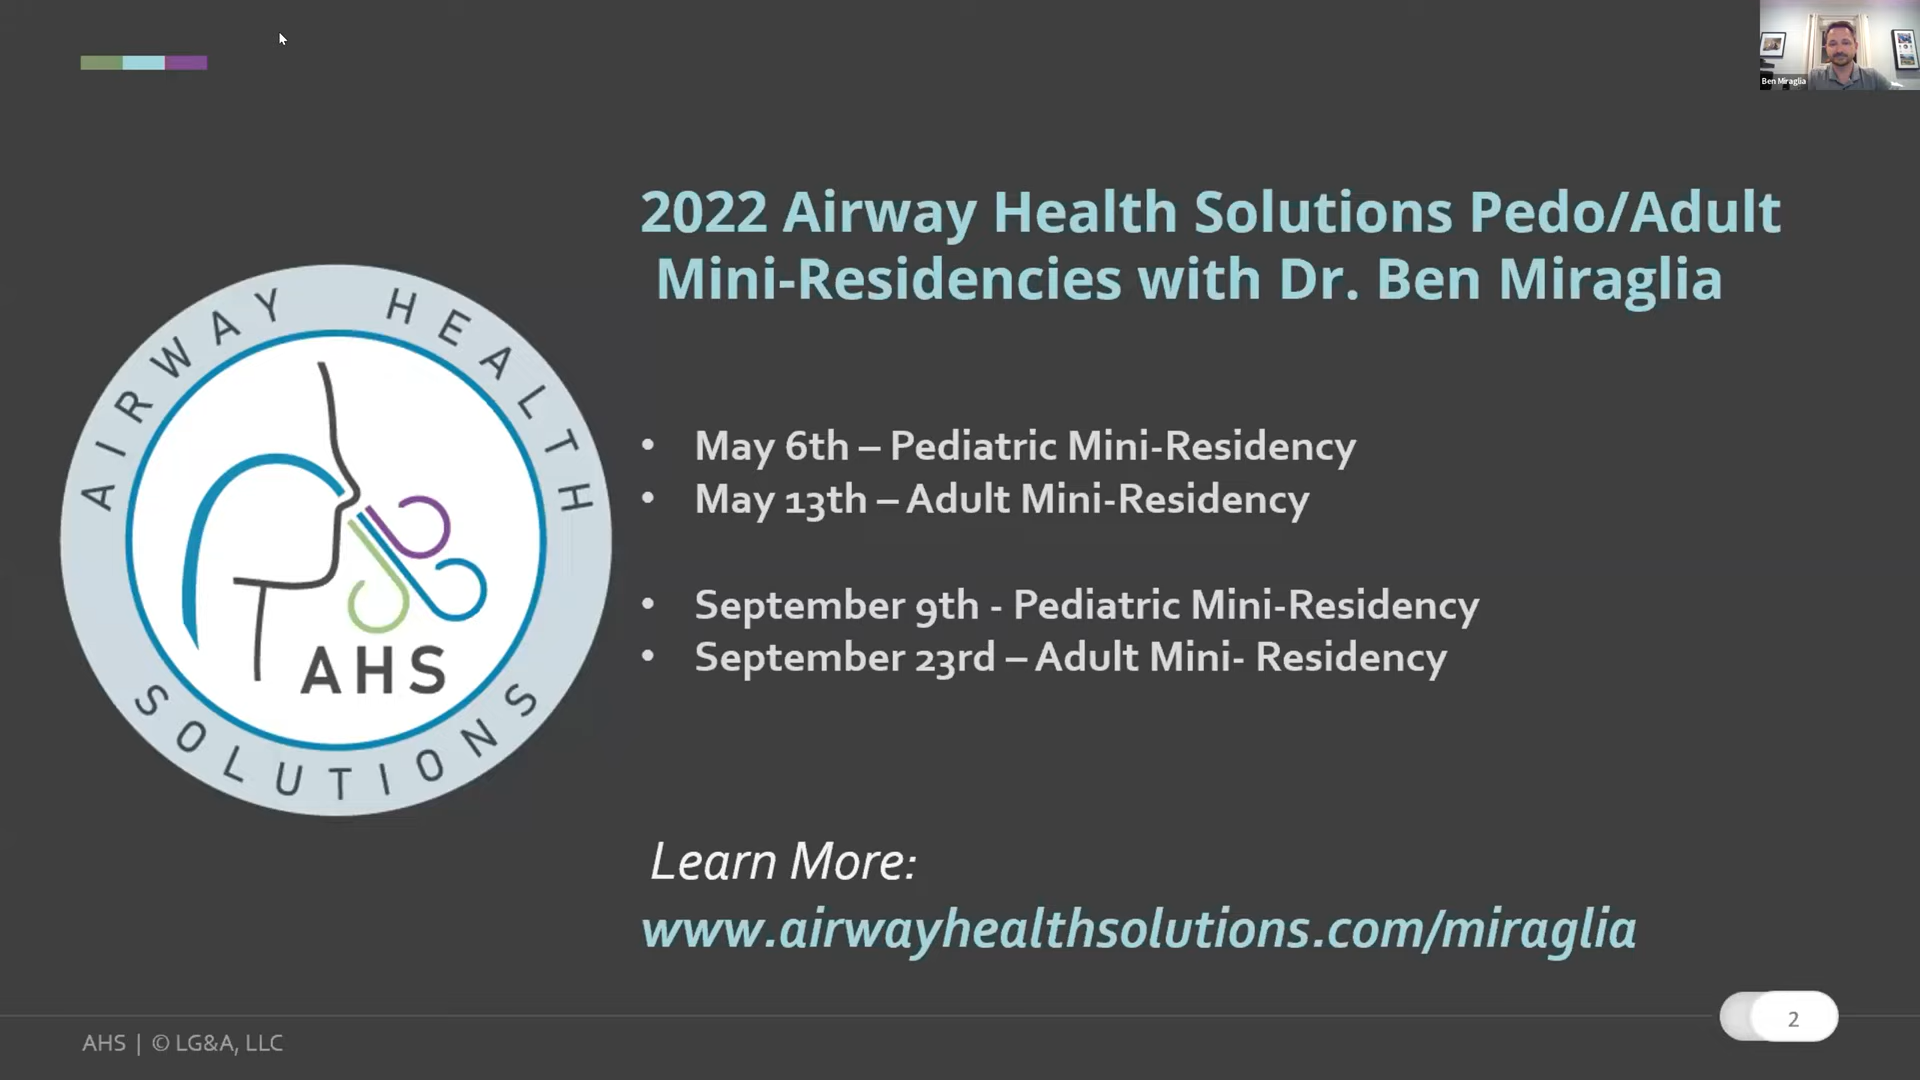 Ben Miraglia
2022 Airway Health Solutions Pedo/Adult
Mini-Residencies with Dr. Ben Miraglia
AIRWAY HEALTH
AHS
SOLUTIONS
• May 6th – Pediatric Mini-Residency
• May 13th – Adult Mini-Residency
• September 9th - Pediatric Mini-Residency
• September 23rd – Adult Mini- Residency
Learn More:
www.airwayhealthsolutions.com/miraglia
2
AHS | © LG&A, LLC